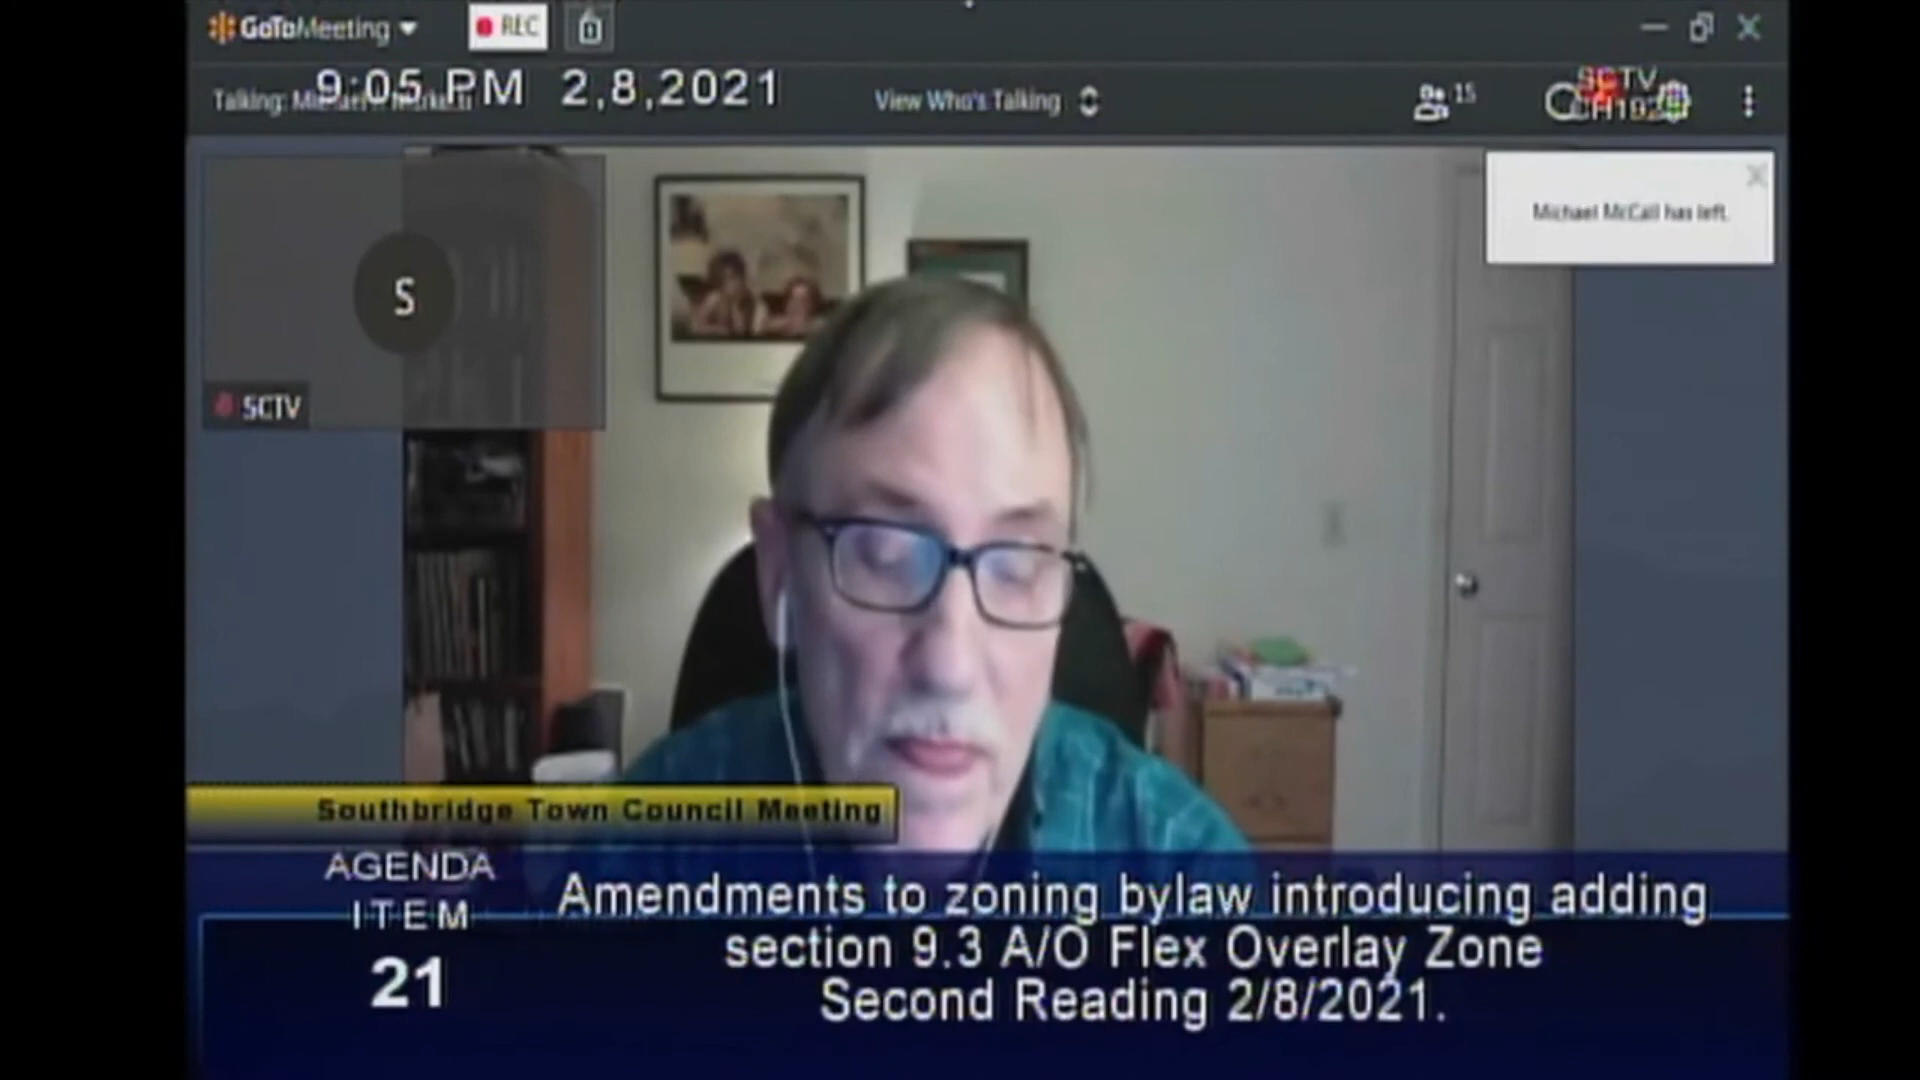 GoToMeeting
REC
Talking:
9:05 PM 2,8,2021
View Who's Talking
15
SCTV
CH192
Michael McCall has left.
S
SCTV
Southbridge Town Council Meeting
AGENDA
ITEM
21
Amendments to zoning bylaw introducing adding
section 9.3 A/O Flex Overlay Zone
Second Reading 2/8/2021.